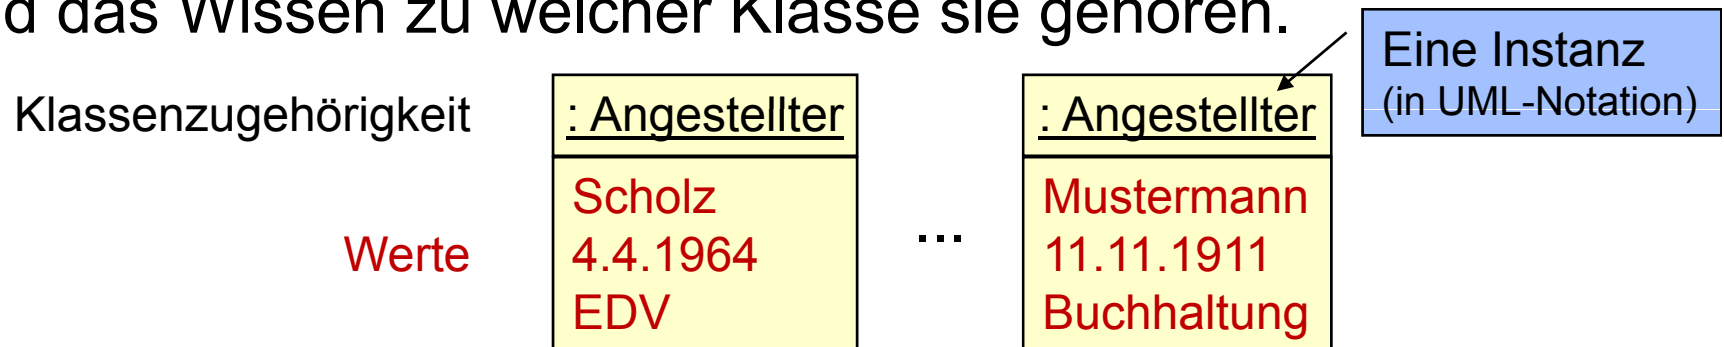 d das Wissen zu welcher Klasse sie gehören.
Eine Instanz
(in UML-Notation)
Klassenzugehörigkeit
: Angestellter
: Angestellter
Werte
Scholz
4.4.1964
EDV
...
Mustermann
11.11.1911
Buchhaltung